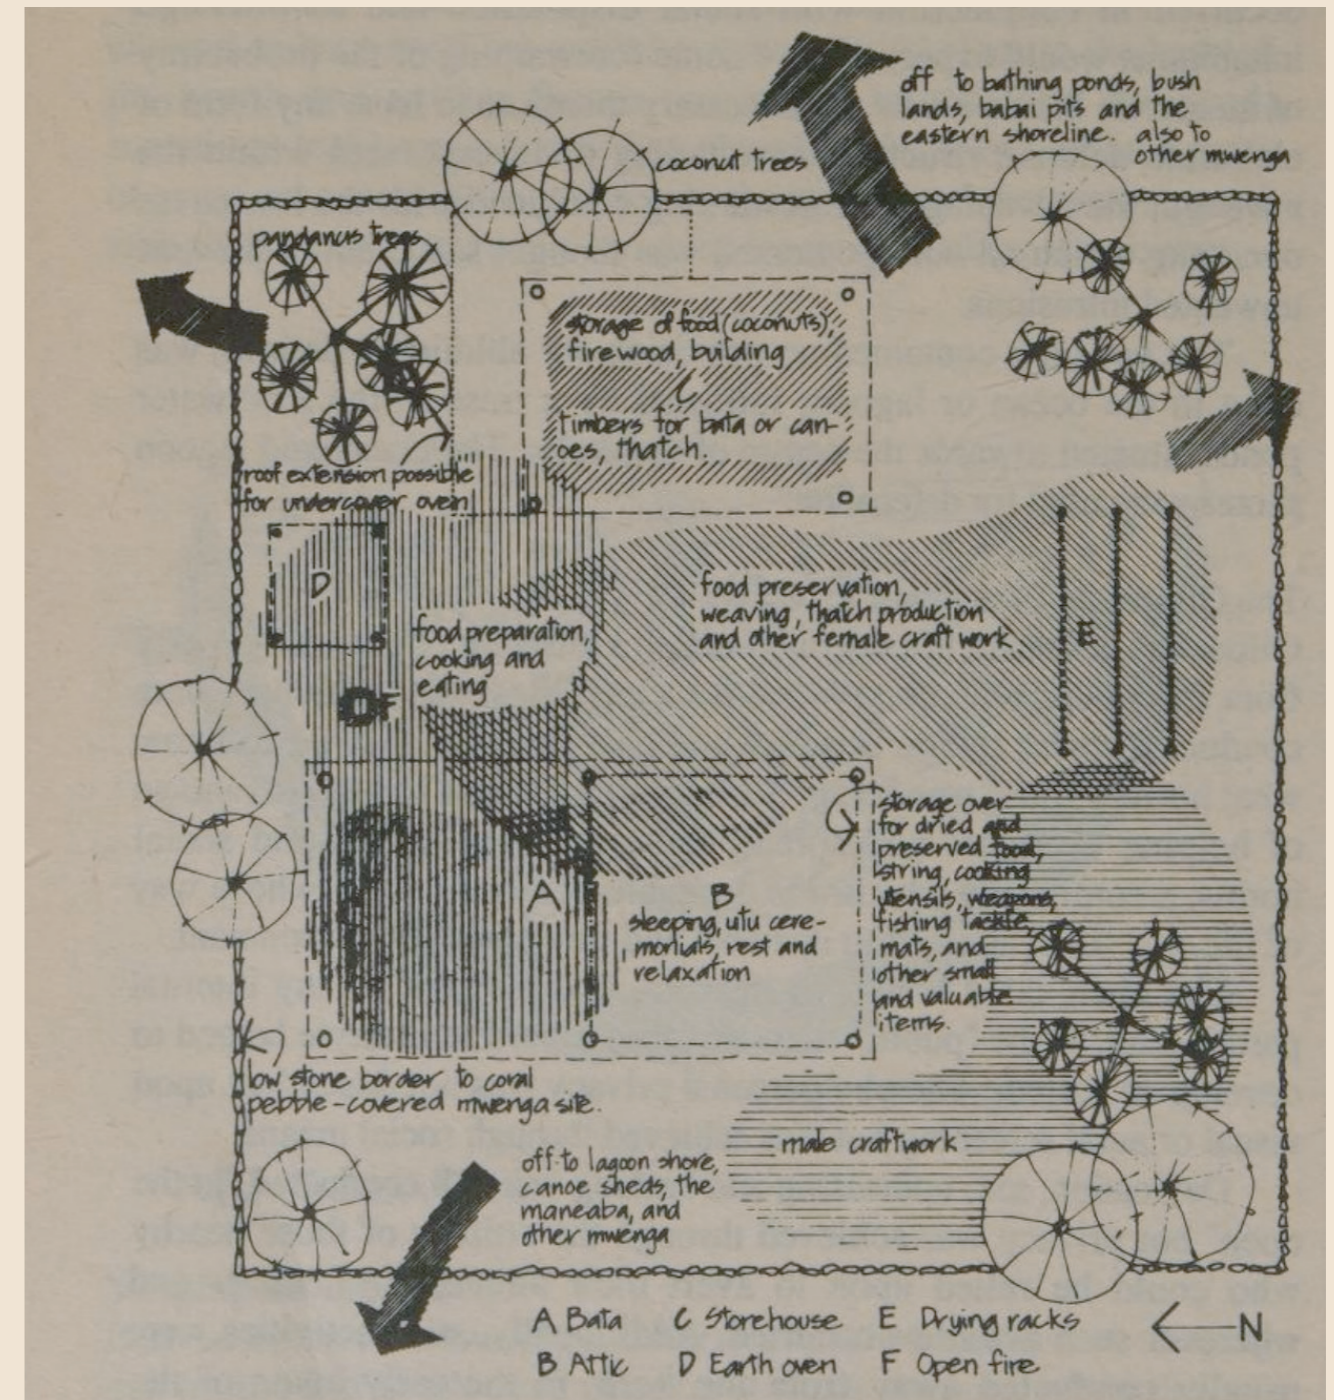 off to bathing ponds, bush
lands, babai pits and the
eastern shoreline. also to
other mwenga
coconut trees
pandanus trees
storage of food (coconuts),
firewood, building
C
timbers for bata or can-
oes, thatch.
roof extension possible
for undercover oven
D
food preparation,
cooking and
eating
F
food preservation,
weaving, thatch production
and other female craft work
E
A
B
sleeping, utu cere-
monials, rest and
relaxation
storage over
for dried and
preserved food,
string, cooking
utensils, weapons,
fishing tackle,
mats, and
other small
and valuable
items.
low stone border to coral
pebble-covered mwenga site.
male craftwork
off to lagoon shore,
canoe sheds, the
maneaba, and
other mwenga
A Bata C Storehouse E Drying racks
B Attic D Earth oven F Open fire
N